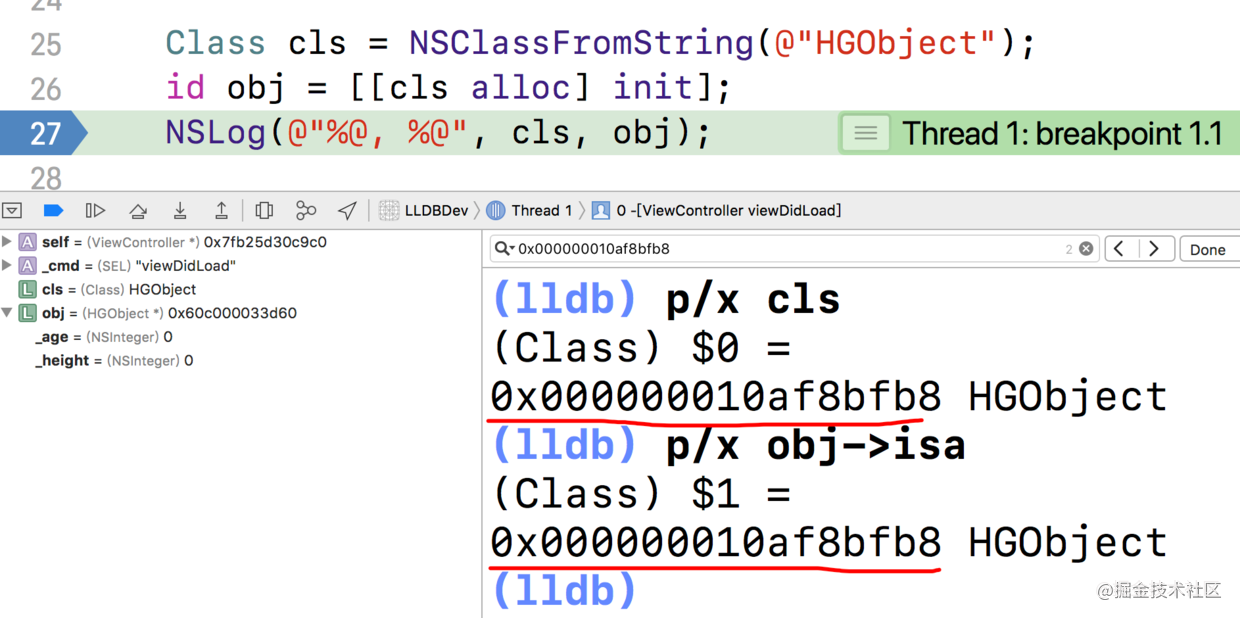 24
25 Class cls = NSClassFromString(@"HGObject");
26 id obj = [[cls alloc] init];
27 NSLog(@"%@, %@", cls, obj); Thread 1: breakpoint 1.1
28
LLDBDev Thread 1 0 -[ViewController viewDidLoad]
A self = (ViewController *) 0x7fb25d30c9c0
A _cmd = (SEL) "viewDidLoad"
L cls = (Class) HGObject
L obj = (HGObject *) 0x60c000033d60
_age = (NSInteger) 0
_height = (NSInteger) 0
0x000000010af8bfb8 2 Done
(lldb) p/x cls
(Class) $0 =
0x000000010af8bfb8 HGObject
(lldb) p/x obj->isa
(Class) $1 =
0x000000010af8bfb8 HGObject
(lldb)
@掘金技术社区